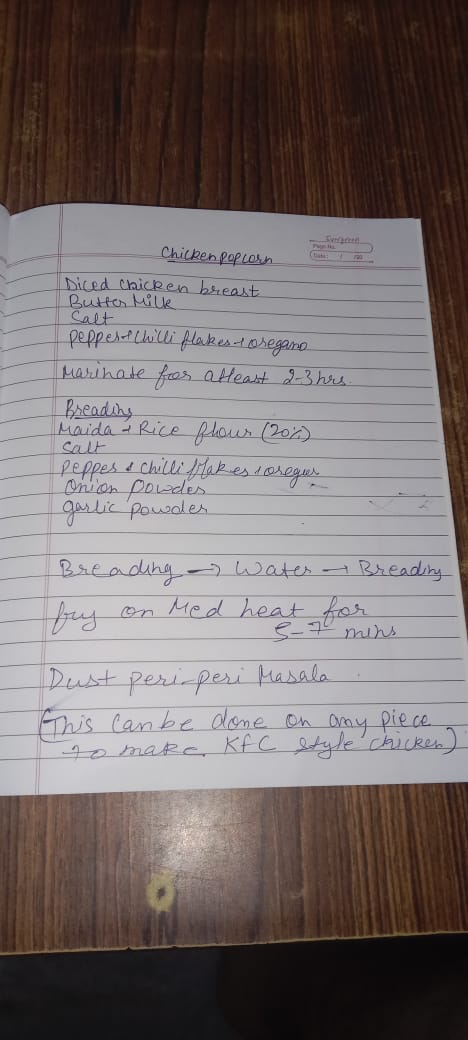 Evergreen
Page No.
Date: / /20
Chicken popcorn
Diced chicken breast
Butter Milk
Salt
Pepper + Chilli flakes + oregano
Marinate for atleast 2-3 hrs.
Breading
Maida + Rice flour (20%)
Salt
Pepper + chilli flakes +
Onion Powder
garlic powder
Breading → Water → Breading
fry on Med heat for
5-7 mins
Dust peri-peri Masala
(This can be done on any piece
to make KFC style chicken)